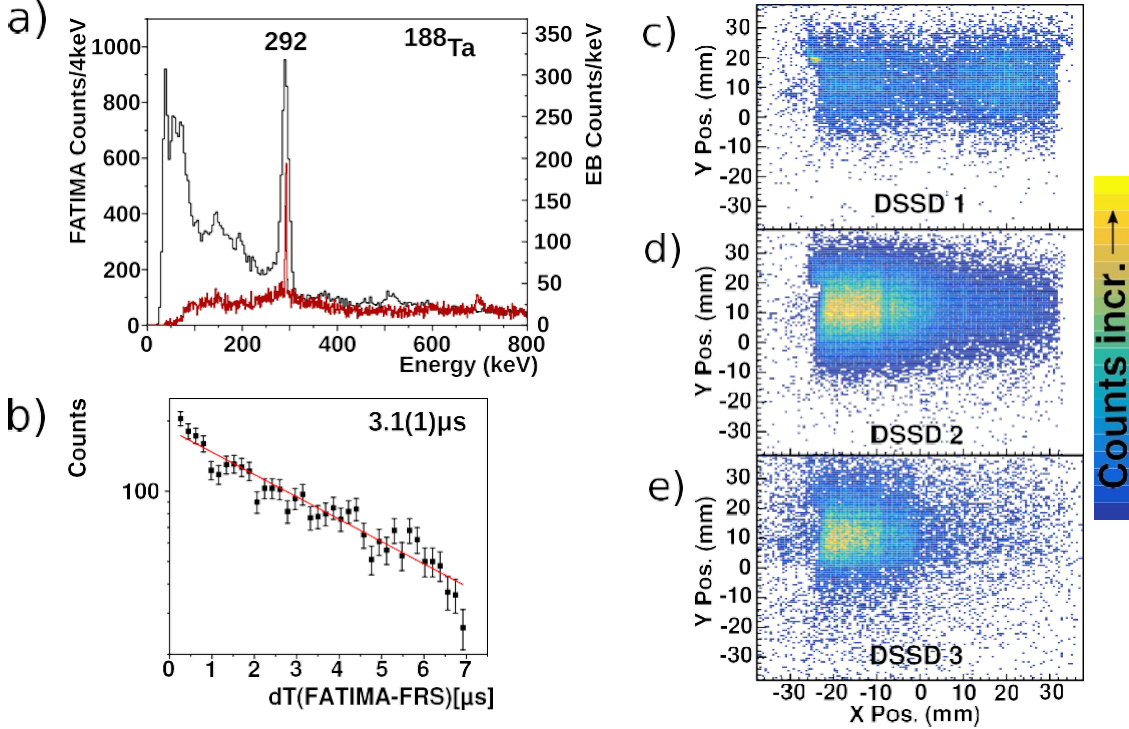 a)
292
188Ta
FATIMA Counts/4keV
1000
800
600
400
200
0
350
300
250
200
150
100
50
0
EB Counts/keV
0 200 400 600 800
Energy (keV)
b)
Counts
3.1(1)μs
100
0 1 2 3 4 5 6 7
dT(FATIMA-FRS)[μs]
c)
Y Pos. (mm)
30
20
10
0
-10
-20
-30
DSSD 1
d)
Y Pos. (mm)
30
20
10
0
-10
-20
-30
DSSD 2
e)
Y Pos. (mm)
30
20
10
0
-10
-20
-30
DSSD 3
-30 -20 -10 0 10 20 30
X Pos. (mm)
Counts incr.→